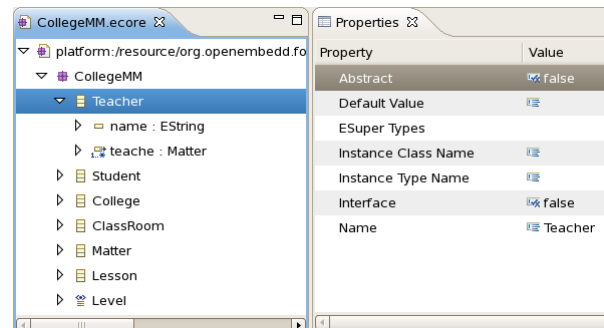 CollegeMM.ecore
platform:/resource/org.openembedd.fo
CollegeMM
Teacher
name : EString
1..* teache : Matter
Student
College
ClassRoom
Matter
Lesson
Level
Properties
Property Value
Abstract false
Default Value
ESuper Types
Instance Class Name
Instance Type Name
Interface false
Name Teacher